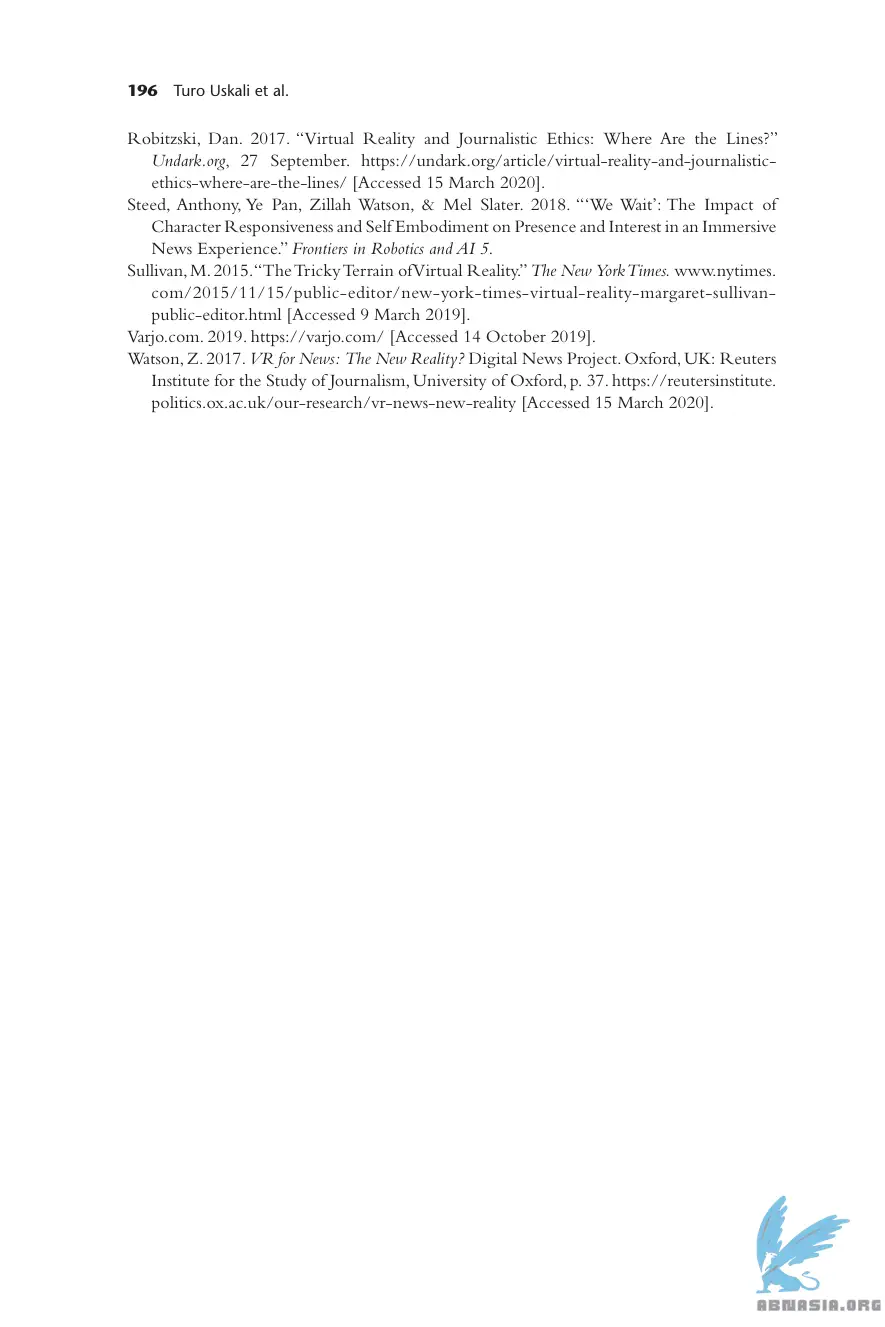 196 Turo Uskali et al.
Robitzski, Dan. 2017. “Virtual Reality and Journalistic Ethics: Where Are the Lines?”
Undark.org, 27 September. https://undark.org/article/virtual-reality-and-journalistic-
ethics-where-are-the-lines/ [Accessed 15 March 2020].
Steed, Anthony, Ye Pan, Zillah Watson, & Mel Slater. 2018. “‘We Wait’: The Impact of
Character Responsiveness and Self Embodiment on Presence and Interest in an Immersive
News Experience.” Frontiers in Robotics and AI 5.
Sullivan, M. 2015. “The Tricky Terrain of Virtual Reality.” The New York Times. www.nytimes.
com/2015/11/15/public-editor/new-york-times-virtual-reality-margaret-sullivan-
public-editor.html [Accessed 9 March 2019].
Varjo.com. 2019. https://varjo.com/ [Accessed 14 October 2019].
Watson, Z. 2017. VR for News: The New Reality? Digital News Project. Oxford, UK: Reuters
Institute for the Study of Journalism, University of Oxford, p. 37. https://reutersinstitute.
politics.ox.ac.uk/our-research/vr-news-new-reality [Accessed 15 March 2020].
ABNASIA.ORG